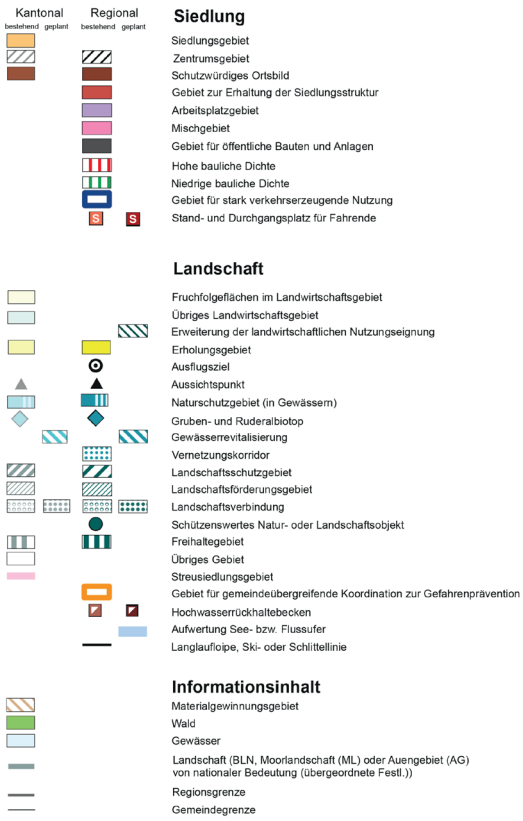 Kantonal Regional
bestehend geplant bestehend geplant
Siedlung
Siedlungsgebiet
Zentrumsgebiet
Schutzwürdiges Ortsbild
Gebiet zur Erhaltung der Siedlungsstruktur
Arbeitsplatzgebiet
Mischgebiet
Gebiet für öffentliche Bauten und Anlagen
Hohe bauliche Dichte
Niedrige bauliche Dichte
Gebiet für stark verkehrserzeugende Nutzung
S S Stand- und Durchgangsplatz für Fahrende
Landschaft
Fruchfolgeflächen im Landwirtschaftsgebiet
Übriges Landwirtschaftsgebiet
Erweiterung der landwirtschaftlichen Nutzungseignung
Erholungsgebiet
Ausflugsziel
Aussichtspunkt
Naturschutzgebiet (in Gewässern)
Gruben- und Ruderalbiotop
Gewässerrevitalisierung
Vernetzungskorridor
Landschaftsschutzgebiet
Landschaftsförderungsgebiet
Landschaftsverbindung
Schützenswertes Natur- oder Landschaftsobjekt
Freihaltegebiet
Übriges Gebiet
Streusiedlungsgebiet
Gebiet für gemeindeübergreifende Koordination zur Gefahrenprävention
Hochwasserrückhaltebecken
Aufwertung See- bzw. Flussufer
Langlaufloipe, Ski- oder Schlittellinie
Informationsinhalt
Materialgewinnungsgebiet
Wald
Gewässer
Landschaft (BLN, Moorlandschaft (ML) oder Auengebiet (AG)
von nationaler Bedeutung (übergeordnete Festl.))
Regionsgrenze
Gemeindegrenze